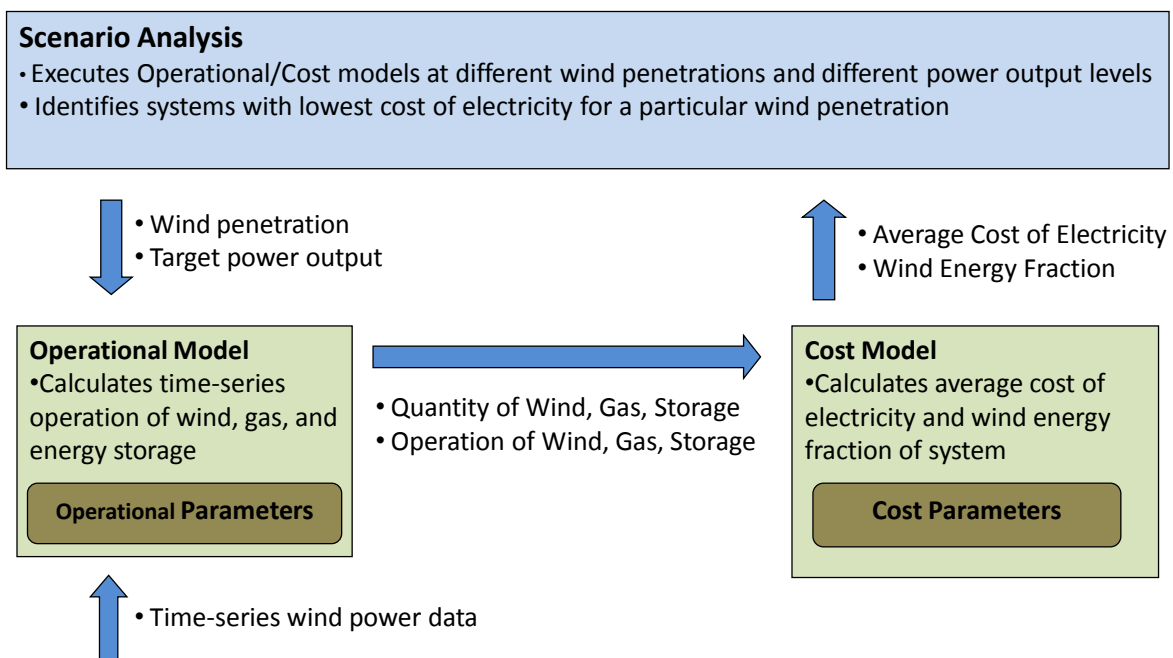 Scenario Analysis
• Executes Operational/Cost models at different wind penetrations and different power output levels
• Identifies systems with lowest cost of electricity for a particular wind penetration
• Wind penetration
• Target power output
• Average Cost of Electricity
• Wind Energy Fraction
Operational Model
•Calculates time-series
operation of wind, gas, and
energy storage
Operational Parameters
• Quantity of Wind, Gas, Storage
• Operation of Wind, Gas, Storage
Cost Model
•Calculates average cost of
electricity and wind energy
fraction of system
Cost Parameters
• Time-series wind power data